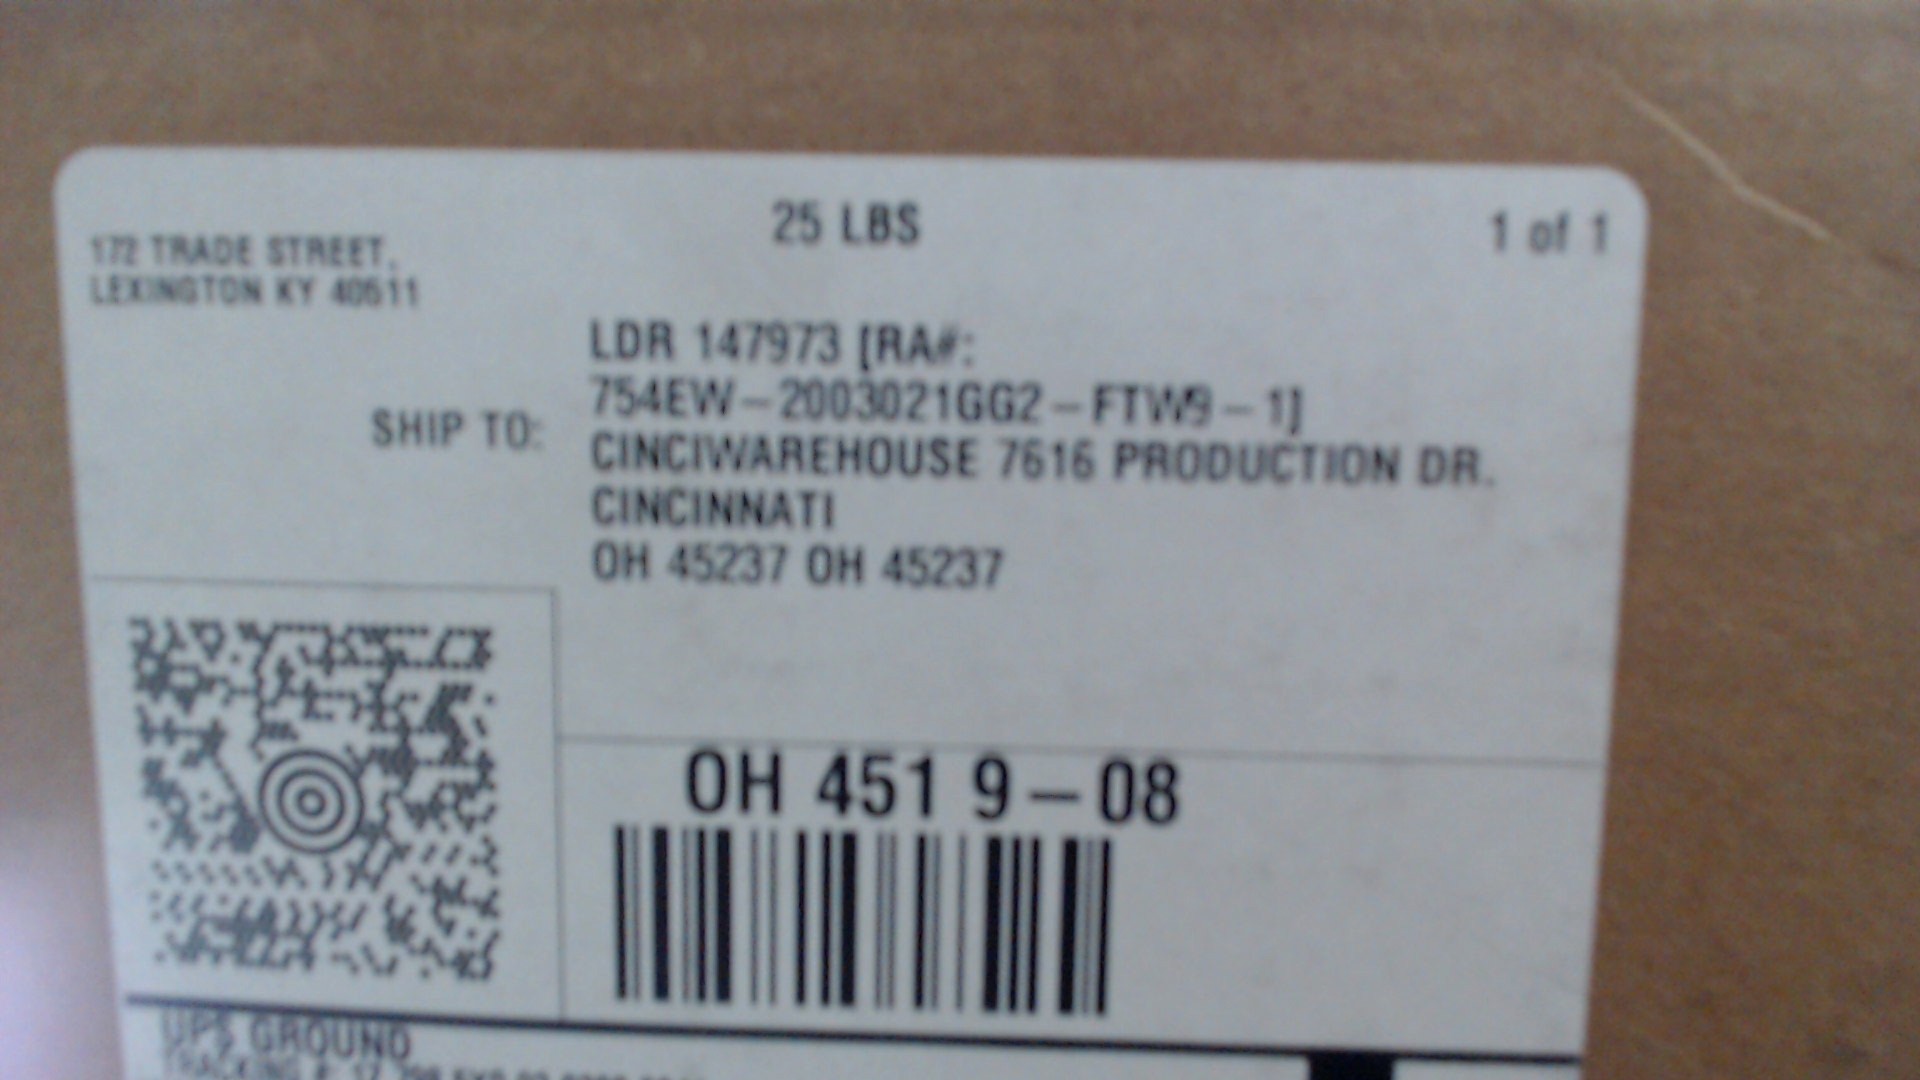 25 LBS
1 of 1
172 TRADE STREET,
LEXINGTON KY 40511
LDR 147973 [RA#:
754EW-2003021GG2-FTW9-1]
SHIP TO:
CINCIWAREHOUSE 7616 PRODUCTION DR.
CINCINNATI
OH 45237 OH 45237
OH 451 9-08
UPS GROUND
TRACKING #: